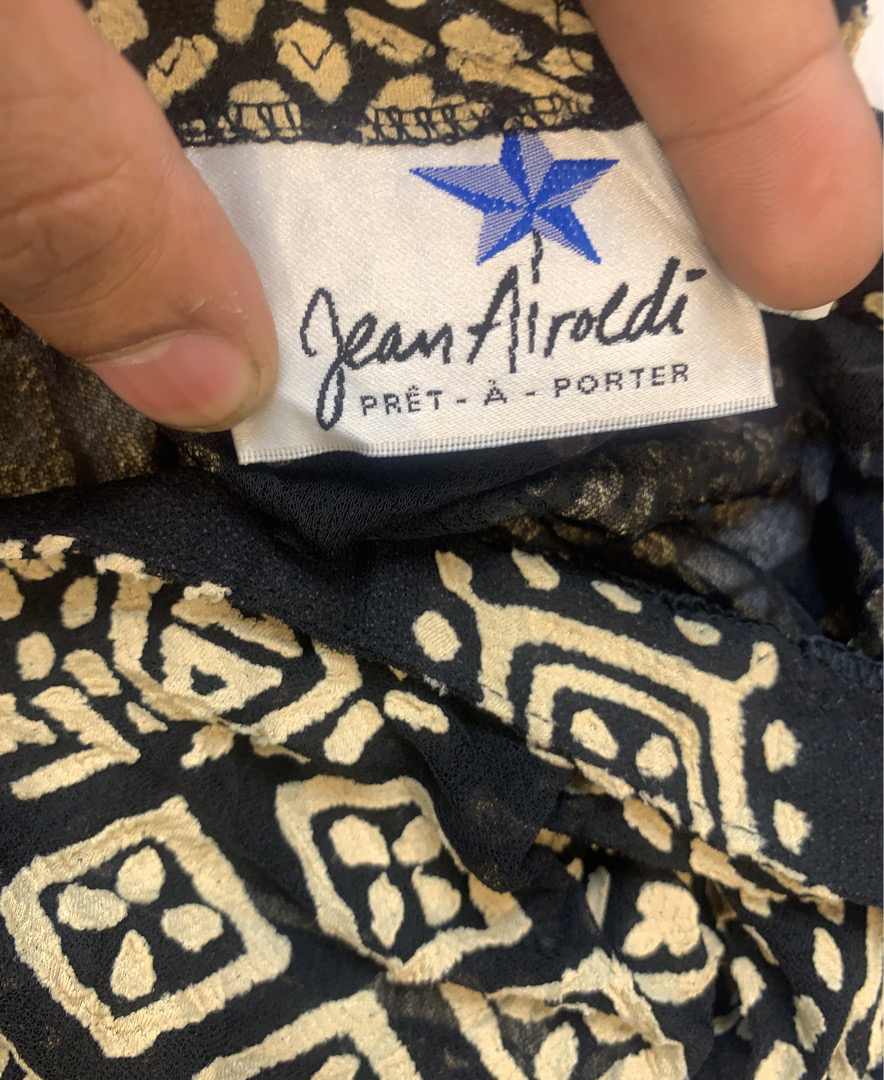 Jean Airoldi
PRÊT - À - PORTER